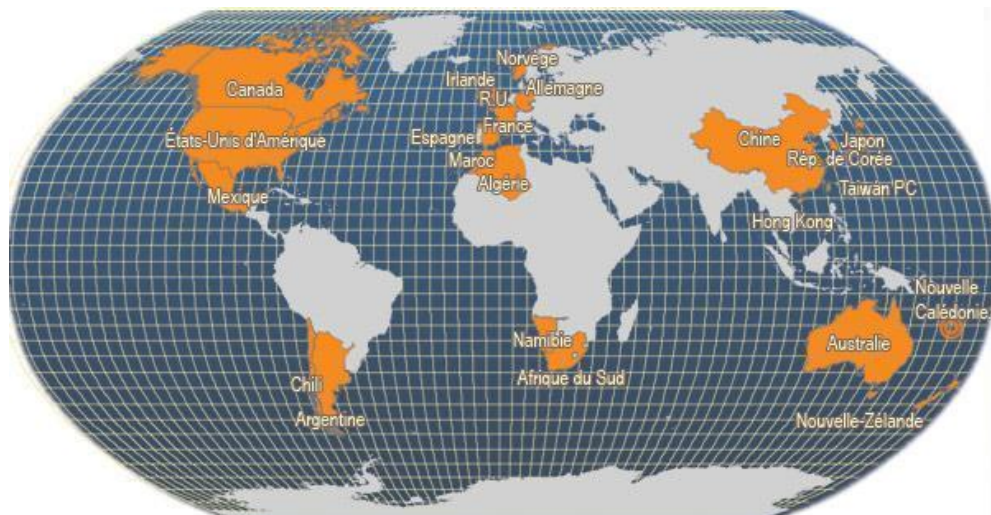 Norvège
Irlande
Allemagne
R.U.
Canada
France
Espagne
États-Unis d'Amérique
Chine
Japon
Rép. de Corée
Maroc
Algérie
Taiwán PC
Mexique
Hong Kong
Nouvelle
Calédonie
Namibie
Australie
Afrique du Sud
Chili
Argentine
Nouvelle-Zélande